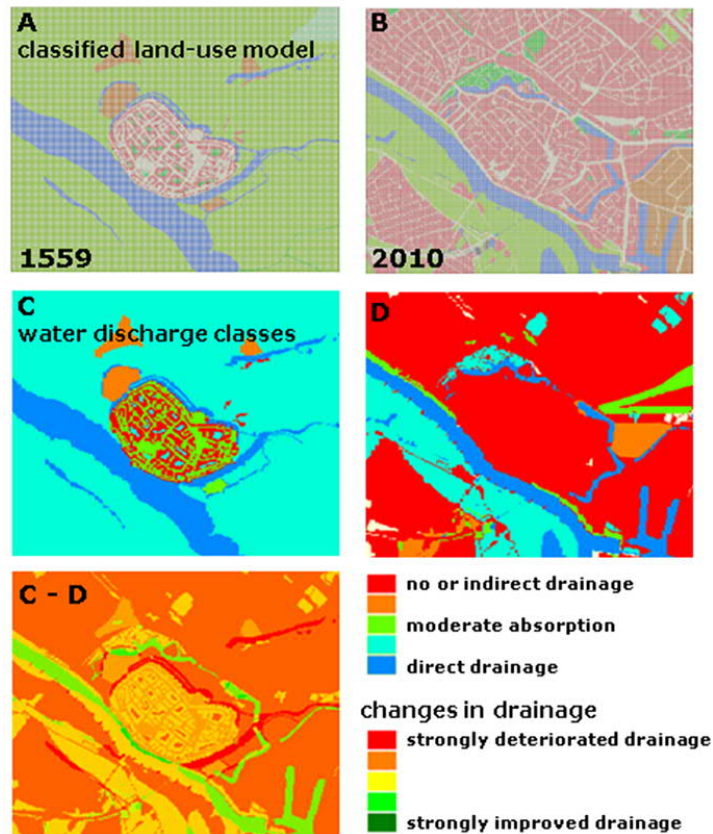 A
classified land-use model
1559
B
2010
C
water discharge classes
D
C - D
no or indirect drainage
moderate absorption
direct drainage
changes in drainage
strongly deteriorated drainage
strongly improved drainage